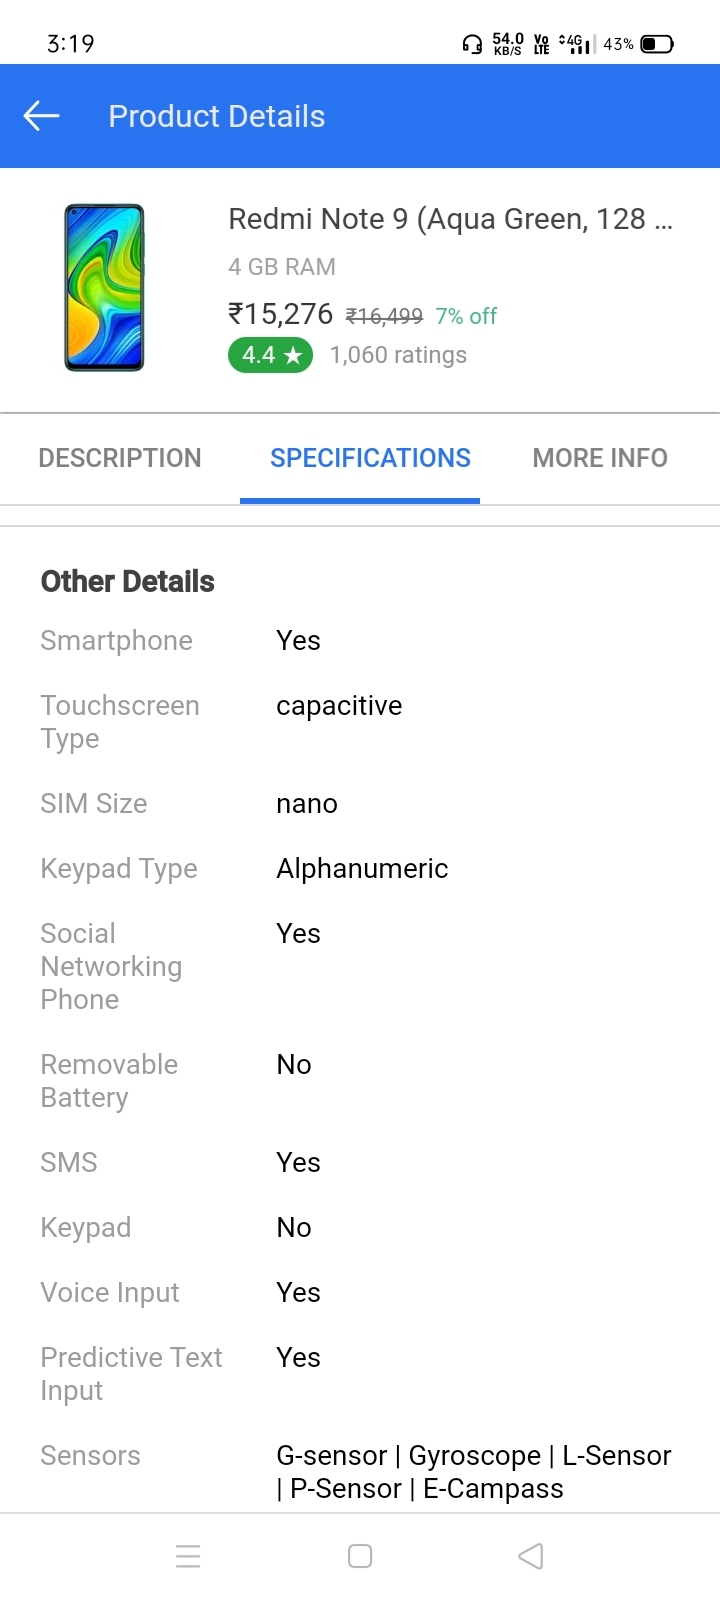 3:19
54.0 KB/S Vo LTE 4G 43%
Product Details
Redmi Note 9 (Aqua Green, 128 ...
4 GB RAM
₹15,276 ₹16,499 7% off
4.4 ★ 1,060 ratings
DESCRIPTION SPECIFICATIONS MORE INFO
Other Details
Smartphone Yes
Touchscreen capacitive
Type
SIM Size nano
Keypad Type Alphanumeric
Social Yes
Networking
Phone
Removable No
Battery
SMS Yes
Keypad No
Voice Input Yes
Predictive Text Yes
Input
Sensors G-sensor | Gyroscope | L-Sensor
| P-Sensor | E-Campass